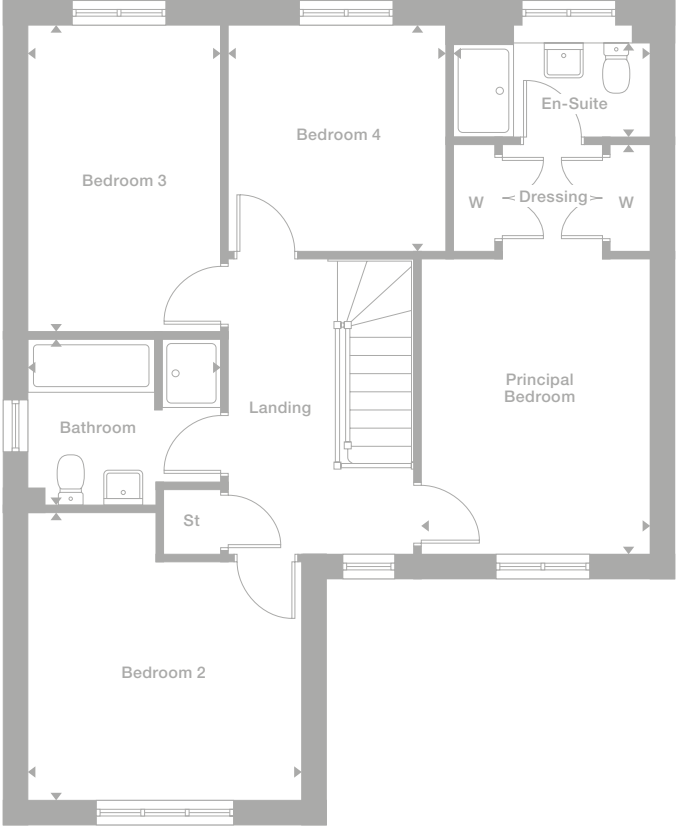 En-Suite
Bedroom 4
Bedroom 3
W
Dressing
W
Principal
Bedroom
Landing
Bathroom
St
Bedroom 2